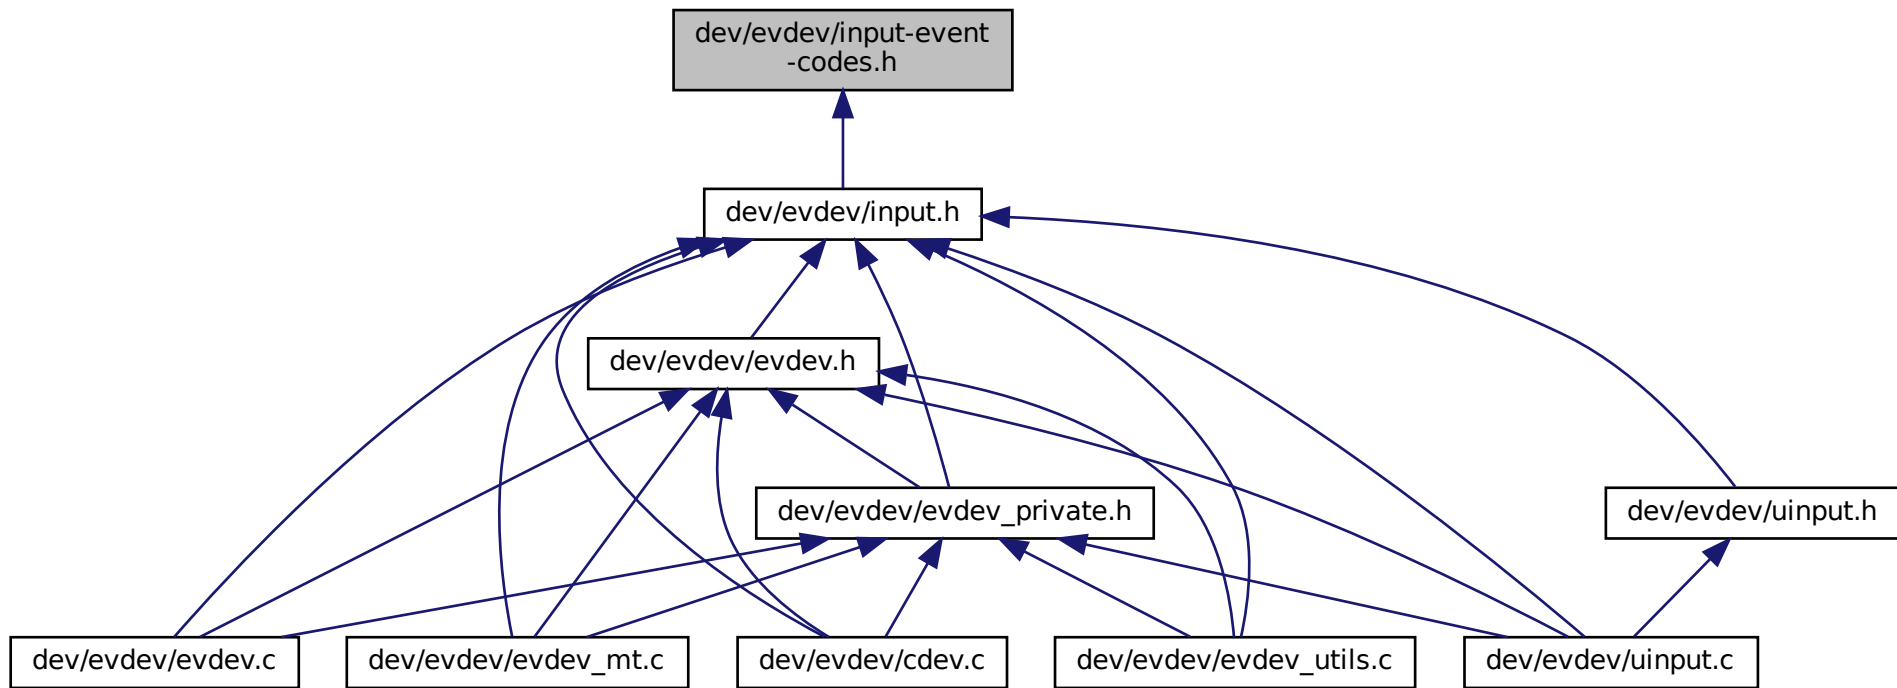 dev/evdev/input-event
-codes.h
dev/evdev/input.h
dev/evdev/evdev.h
dev/evdev/evdev_private.h
dev/evdev/uinput.h
dev/evdev/evdev.c
dev/evdev/evdev_mt.c
dev/evdev/cdev.c
dev/evdev/evdev_utils.c
dev/evdev/uinput.c